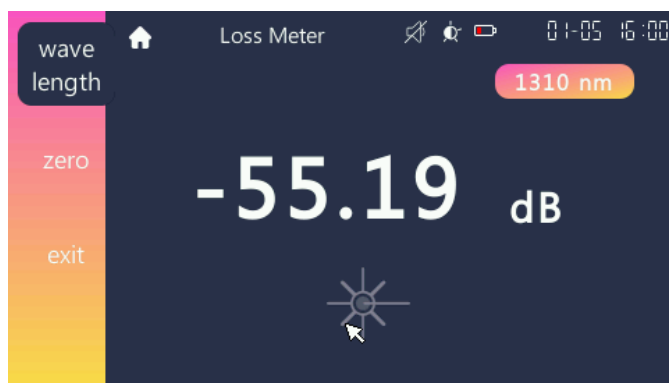 wave
length
Loss Meter
01-05 16:00
1310 nm
zero
-55.19 dB
exit